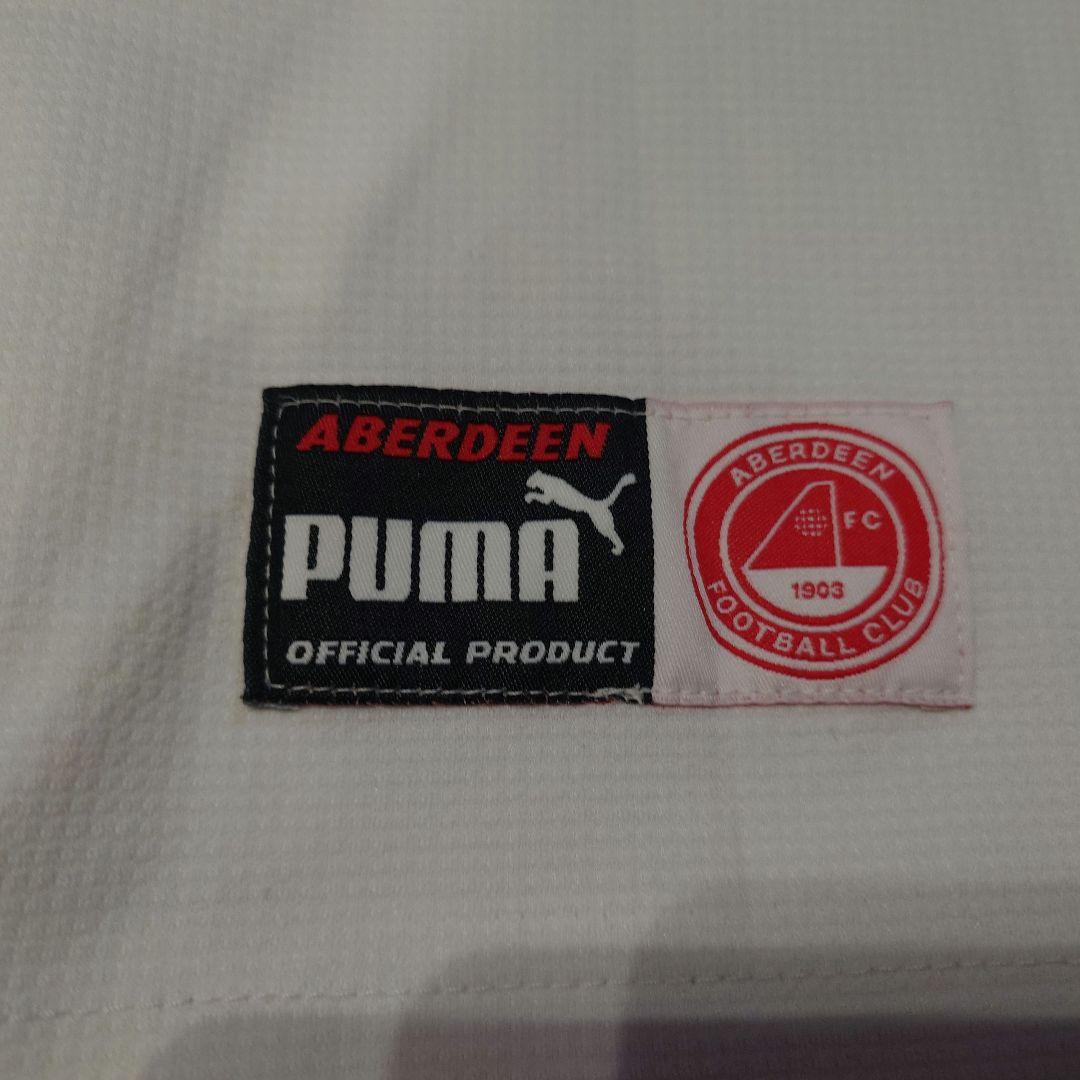 ABERDEEN
PUMA
OFFICIAL PRODUCT
ABERDEEN
FC
1903
FOOTBALL CLUB